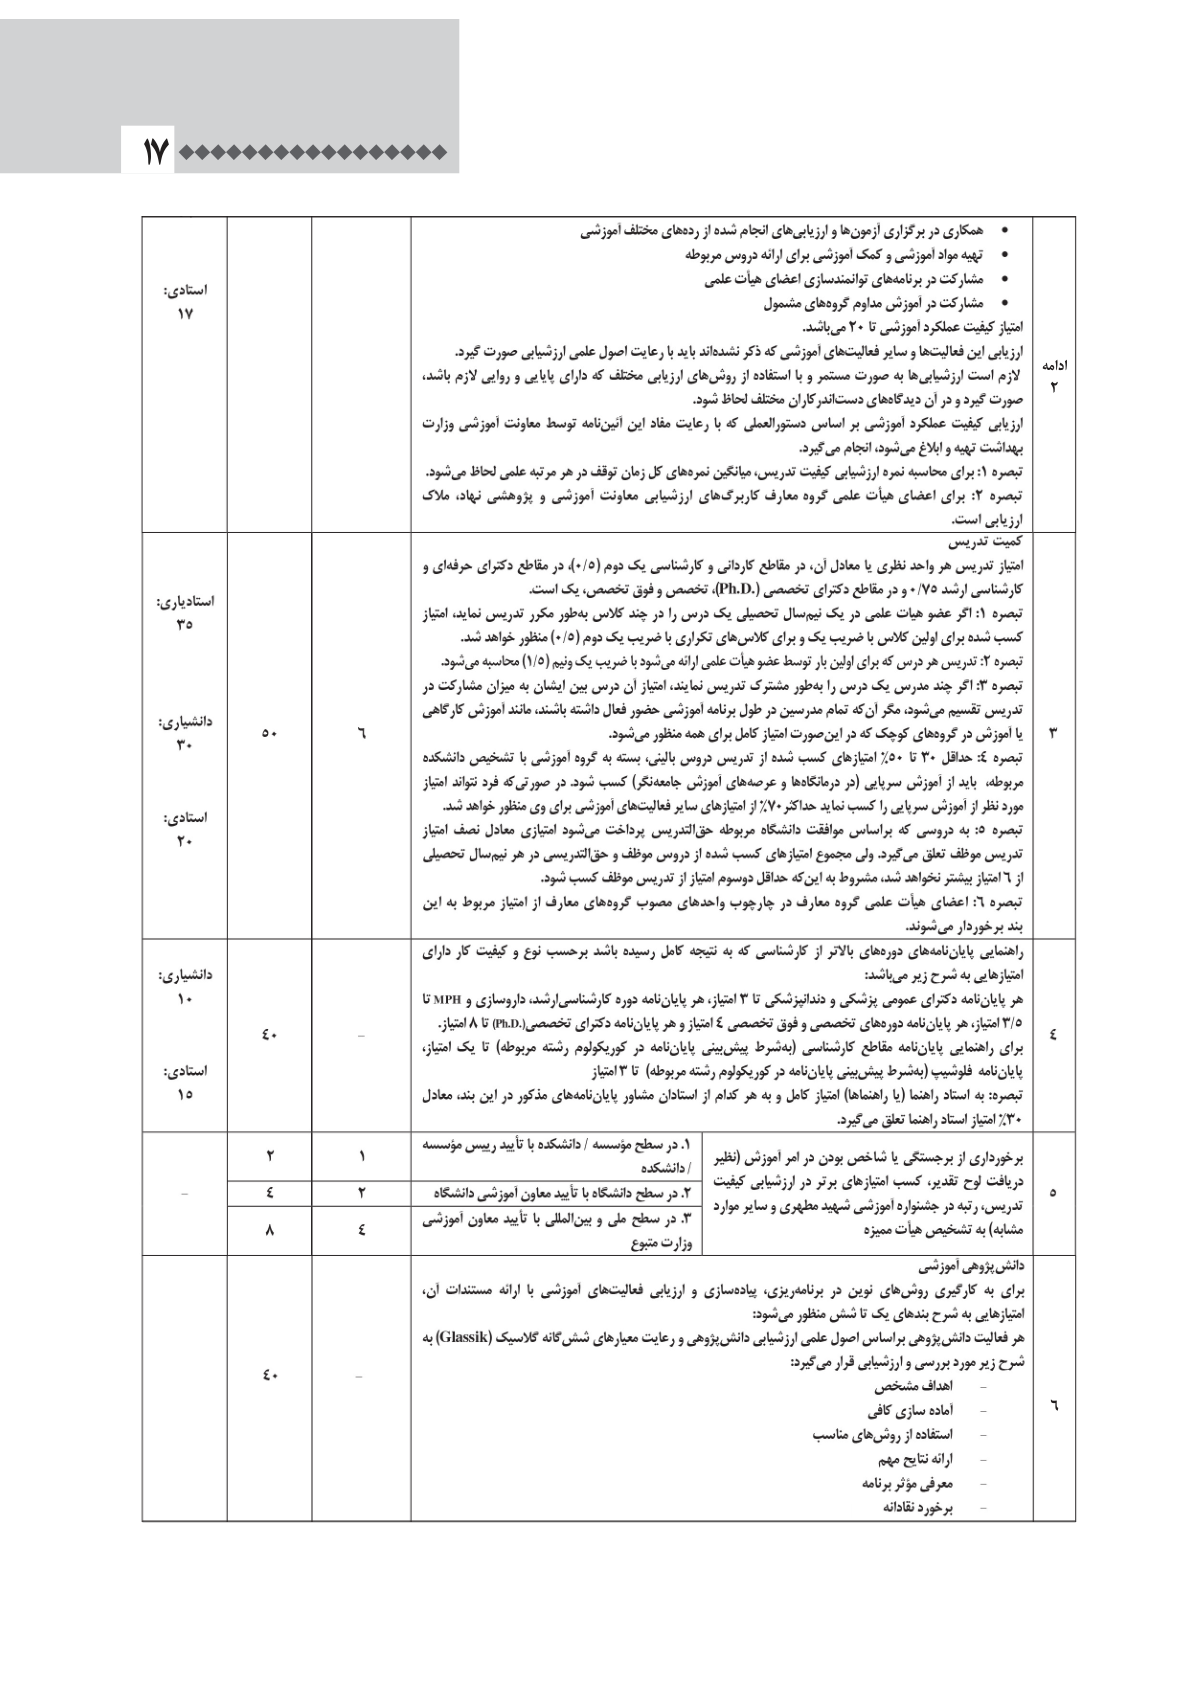 ۱۷
ادامه
۲
• همکاری در برگزاری آزمون‌ها و ارزیابی‌های انجام شده از رده‌های مختلف آموزشی
• تهیه مواد آموزشی و کمک آموزشی برای ارائه دروس مربوطه
• مشارکت در برنامه‌های توانمندسازی اعضای هیأت علمی
• مشارکت در آموزش مداوم گروه‌های مشمول
امتیاز کیفیت عملکرد آموزشی تا ۲۰ می‌باشد.
ارزیابی این فعالیت‌ها و سایر فعالیت‌های آموزشی که ذکر نشده‌اند باید با رعایت اصول علمی ارزشیابی صورت گیرد.
لازم است ارزشیابی‌ها به صورت مستمر و با استفاده از روش‌های ارزیابی مختلف که دارای پایایی و روایی لازم باشد،
صورت گیرد و در آن دیدگاه‌های دست‌اندرکاران مختلف لحاظ شود.
ارزیابی کیفیت عملکرد آموزشی بر اساس دستورالعملی که با رعایت مفاد این آئین‌نامه توسط معاونت آموزشی وزارت
بهداشت تهیه و ابلاغ می‌شود، انجام می‌گیرد.
تبصره ۱: برای محاسبه نمره ارزشیابی کیفیت تدریس، میانگین نمره‌های کل زمان توقف در هر مرتبه علمی لحاظ می‌شود.
تبصره ۲: برای اعضای هیأت علمی گروه معارف کاربرگ‌های ارزشیابی معاونت آموزشی و پژوهشی نهاد، ملاک
ارزیابی است.
استادی:
۱۷
۳
کمیت تدریس
امتیاز تدریس هر واحد نظری یا معادل آن، در مقاطع کاردانی و کارشناسی یک دوم (۰/۵)، در مقاطع دکترای حرفه‌ای و
کارشناسی ارشد ۰/۷۵ و در مقاطع دکترای تخصصی (Ph.D.)، تخصص و فوق تخصص، یک است.
تبصره ۱: اگر عضو هیات علمی در یک نیم‌سال تحصیلی یک درس را در چند کلاس به‌طور مکرر تدریس نماید، امتیاز
کسب شده برای اولین کلاس با ضریب یک و برای کلاس‌های تکراری با ضریب یک دوم (۰/۵) منظور خواهد شد.
تبصره ۲: تدریس هر درس که برای اولین بار توسط عضو هیأت علمی ارائه می‌شود با ضریب یک ونیم (۱/۵) محاسبه می‌شود.
تبصره ۳: اگر چند مدرس یک درس را به‌طور مشترک تدریس نمایند، امتیاز آن درس بین ایشان به میزان مشارکت در
تدریس تقسیم می‌شود، مگر آن‌که تمام مدرسین در طول برنامه آموزشی حضور فعال داشته باشند، مانند آموزش کارگاهی
یا آموزش در گروه‌های کوچک که در این‌صورت امتیاز کامل برای همه منظور می‌شود.
تبصره ٤: حداقل ۳۰ تا ۵۰٪ امتیازهای کسب شده از تدریس دروس بالینی، بسته به گروه آموزشی با تشخیص دانشکده
مربوطه، باید از آموزش سرپایی (در درمانگاه‌ها و عرصه‌های آموزش جامعه‌نگر) کسب شود. در صورتی‌که فرد نتواند امتیاز
مورد نظر از آموزش سرپایی را کسب نماید حداکثر ۷۰٪ از امتیازهای سایر فعالیت‌های آموزشی برای وی منظور خواهد شد.
تبصره ۵: به دروسی که براساس موافقت دانشگاه مربوطه حق‌التدریس پرداخت می‌شود امتیازی معادل نصف امتیاز
تدریس موظف تعلق می‌گیرد. ولی مجموع امتیازهای کسب شده از دروس موظف و حق‌التدریسی در هر نیم‌سال تحصیلی
از ٦ امتیاز بیشتر نخواهد شد، مشروط به این‌که حداقل دوسوم امتیاز از تدریس موظف کسب شود.
تبصره ٦: اعضای هیأت علمی گروه معارف در چارچوب واحدهای مصوب گروه‌های معارف از امتیاز مربوط به این
بند برخوردار می‌شوند.
٦
۵۰
استادیاری:
۳۵
دانشیاری:
۳۰
استادی:
۲۰
٤
راهنمایی پایان‌نامه‌های دوره‌های بالاتر از کارشناسی که به نتیجه کامل رسیده باشد برحسب نوع و کیفیت کار دارای
امتیازهایی به شرح زیر می‌باشد:
هر پایان‌نامه دکترای عمومی پزشکی و دندانپزشکی تا ۳ امتیاز، هر پایان‌نامه دوره کارشناسی‌ارشد، داروسازی و MPH تا
۳/۵ امتیاز، هر پایان‌نامه دوره‌های تخصصی و فوق تخصصی ٤ امتیاز و هر پایان‌نامه دکترای تخصصی(Ph.D.) تا ۸ امتیاز.
برای راهنمایی پایان‌نامه مقاطع کارشناسی (به‌شرط پیش‌بینی پایان‌نامه در کوریکولوم رشته مربوطه) تا یک امتیاز،
پایان‌نامه فلوشیپ (به‌شرط پیش‌بینی پایان‌نامه در کوریکولوم رشته مربوطه) تا ۳ امتیاز
تبصره: به استاد راهنما (یا راهنماها) امتیاز کامل و به هر کدام از استادان مشاور پایان‌نامه‌های مذکور در این بند، معادل
۳۰٪ امتیاز استاد راهنما تعلق می‌گیرد.
–
٤۰
دانشیاری:
۱۰
استادی:
۱۵
۵
برخورداری از برجستگی یا شاخص بودن در امر آموزش (نظیر
دریافت لوح تقدیر، کسب امتیازهای برتر در ارزشیابی کیفیت
تدریس، رتبه در جشنواره آموزشی شهید مطهری و سایر موارد
مشابه) به تشخیص هیأت ممیزه
۱. در سطح مؤسسه / دانشکده با تأیید رییس مؤسسه
/ دانشکده
۱
۲
۲. در سطح دانشگاه با تأیید معاون آموزشی دانشگاه
۲
٤
۳. در سطح ملی و بین‌المللی با تأیید معاون آموزشی
وزارت متبوع
٤
۸
–
٦
دانش‌پژوهی آموزشی
برای به کارگیری روش‌های نوین در برنامه‌ریزی، پیاده‌سازی و ارزیابی فعالیت‌های آموزشی با ارائه مستندات آن،
امتیازهایی به شرح بندهای یک تا شش منظور می‌شود:
هر فعالیت دانش‌پژوهی براساس اصول علمی ارزشیابی دانش‌پژوهی و رعایت معیارهای شش‌گانه گلاسیک (Glassik) به
شرح زیر مورد بررسی و ارزشیابی قرار می‌گیرد:
– اهداف مشخص
– آماده سازی کافی
– استفاده از روش‌های مناسب
– ارائه نتایج مهم
– معرفی مؤثر برنامه
– برخورد نقادانه
–
٤۰